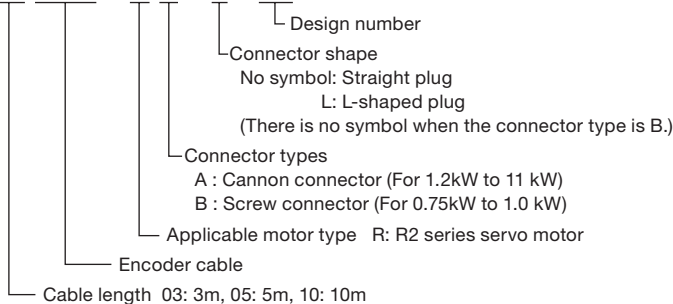 Design number
Connector shape
No symbol: Straight plug
L: L-shaped plug
(There is no symbol when the connector type is B.)
Connector types
A : Cannon connector (For 1.2kW to 11 kW)
B : Screw connector (For 0.75kW to 1.0 kW)
Applicable motor type R: R2 series servo motor
Encoder cable
Cable length 03: 3m, 05: 5m, 10: 10m